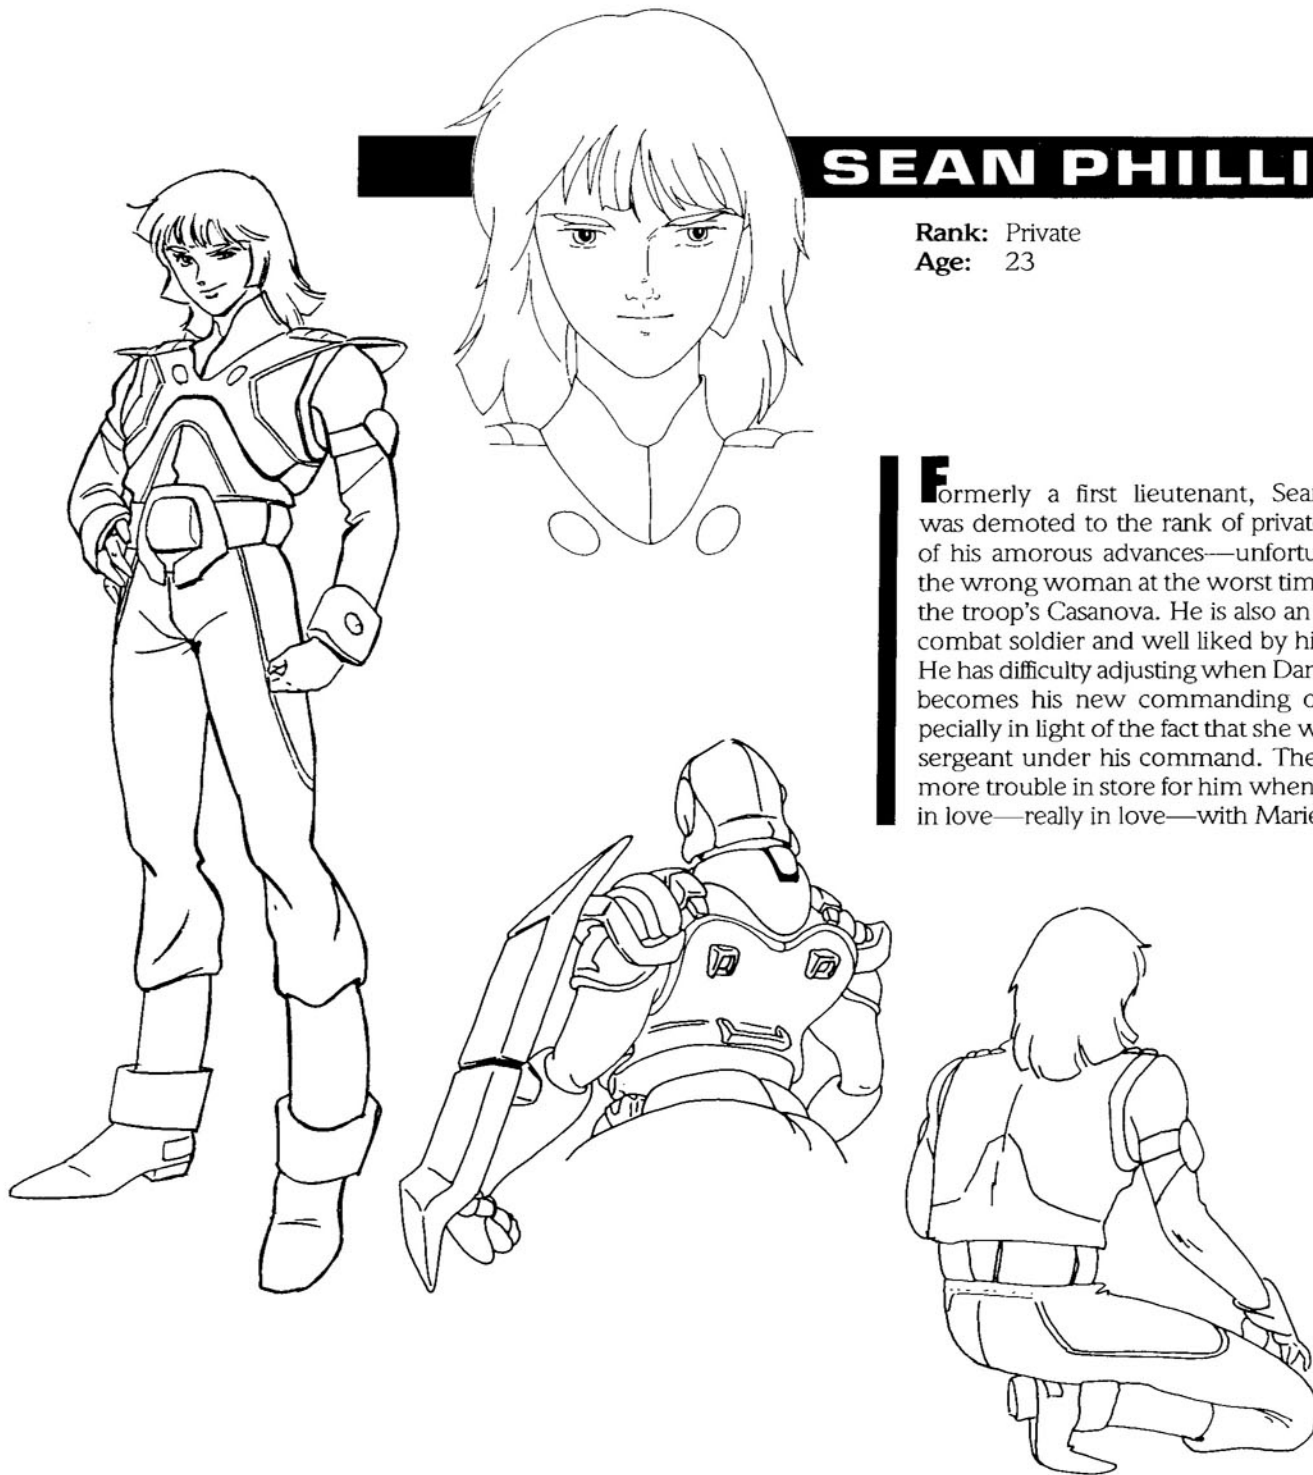 SEAN PHILLI
Rank: Private
Age: 23
Formerly a first lieutenant, Sean
was demoted to the rank of privat
of his amorous advances—unfortu
the wrong woman at the worst tim
the troop's Casanova. He is also an
combat soldier and well liked by hi
He has difficulty adjusting when Dan
becomes his new commanding o
pecially in light of the fact that she w
sergeant under his command. The
more trouble in store for him when
in love—really in love—with Marie